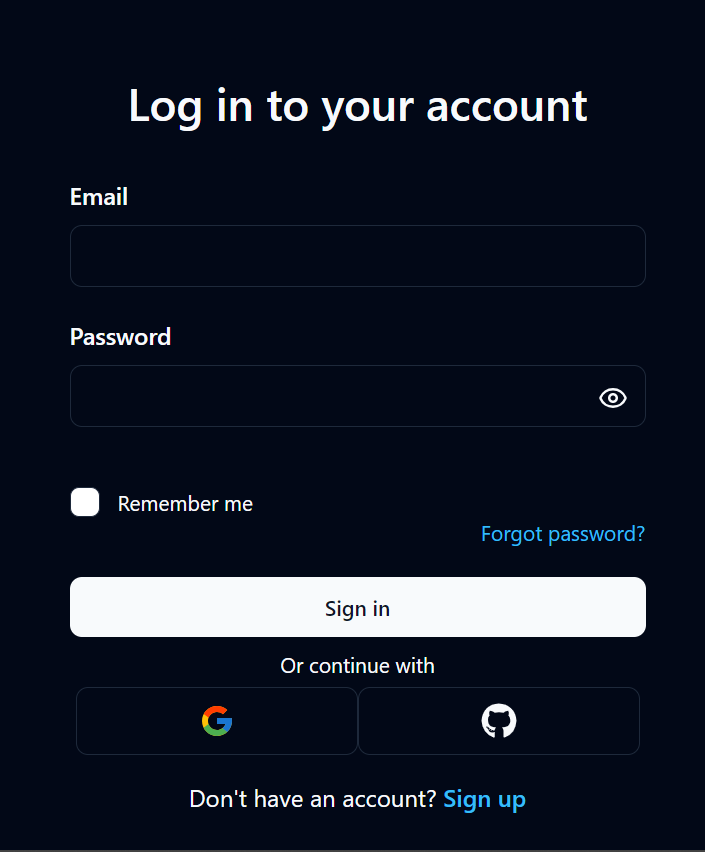 Log in to your account
Email
Password
Remember me
Forgot password?
Sign in
Or continue with
Don't have an account? Sign up